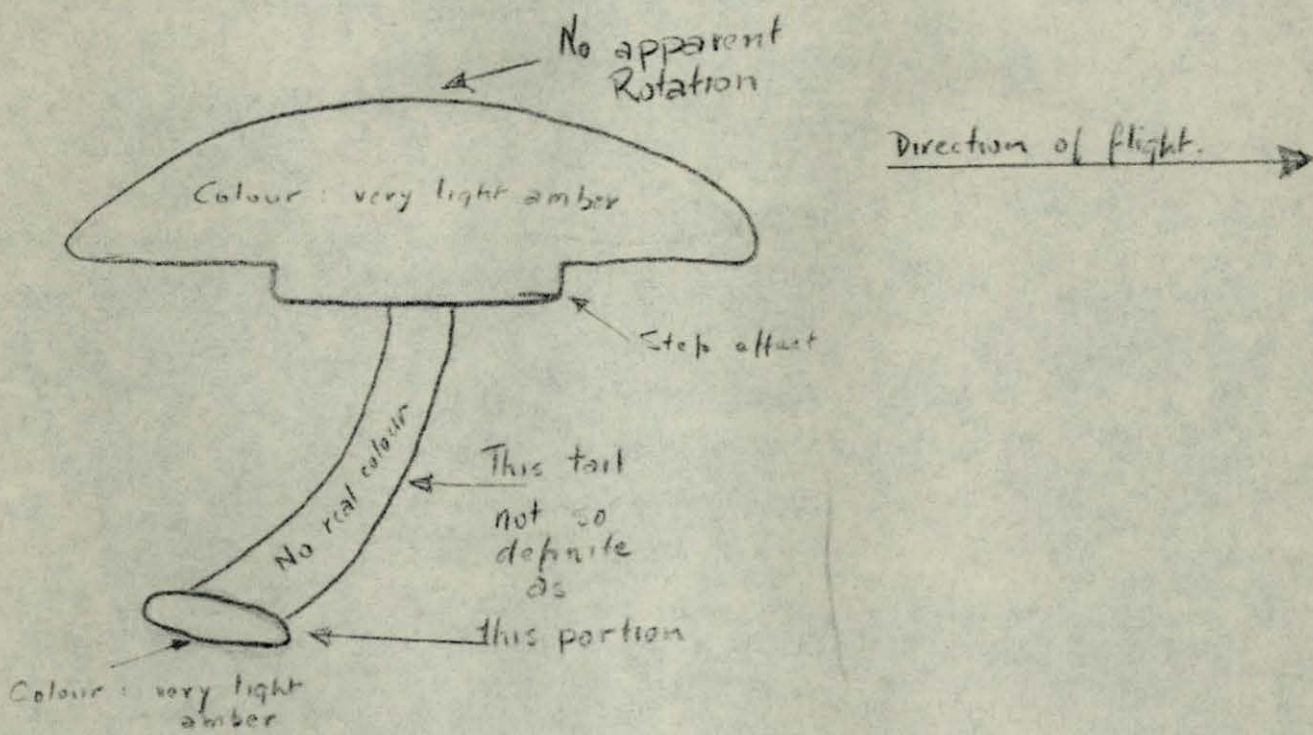 No apparent
Rotation
Direction of flight.
Colour : very light amber
Step affect
No real colour
This tail
not so
definite
as
this portion
Colour : very light
amber